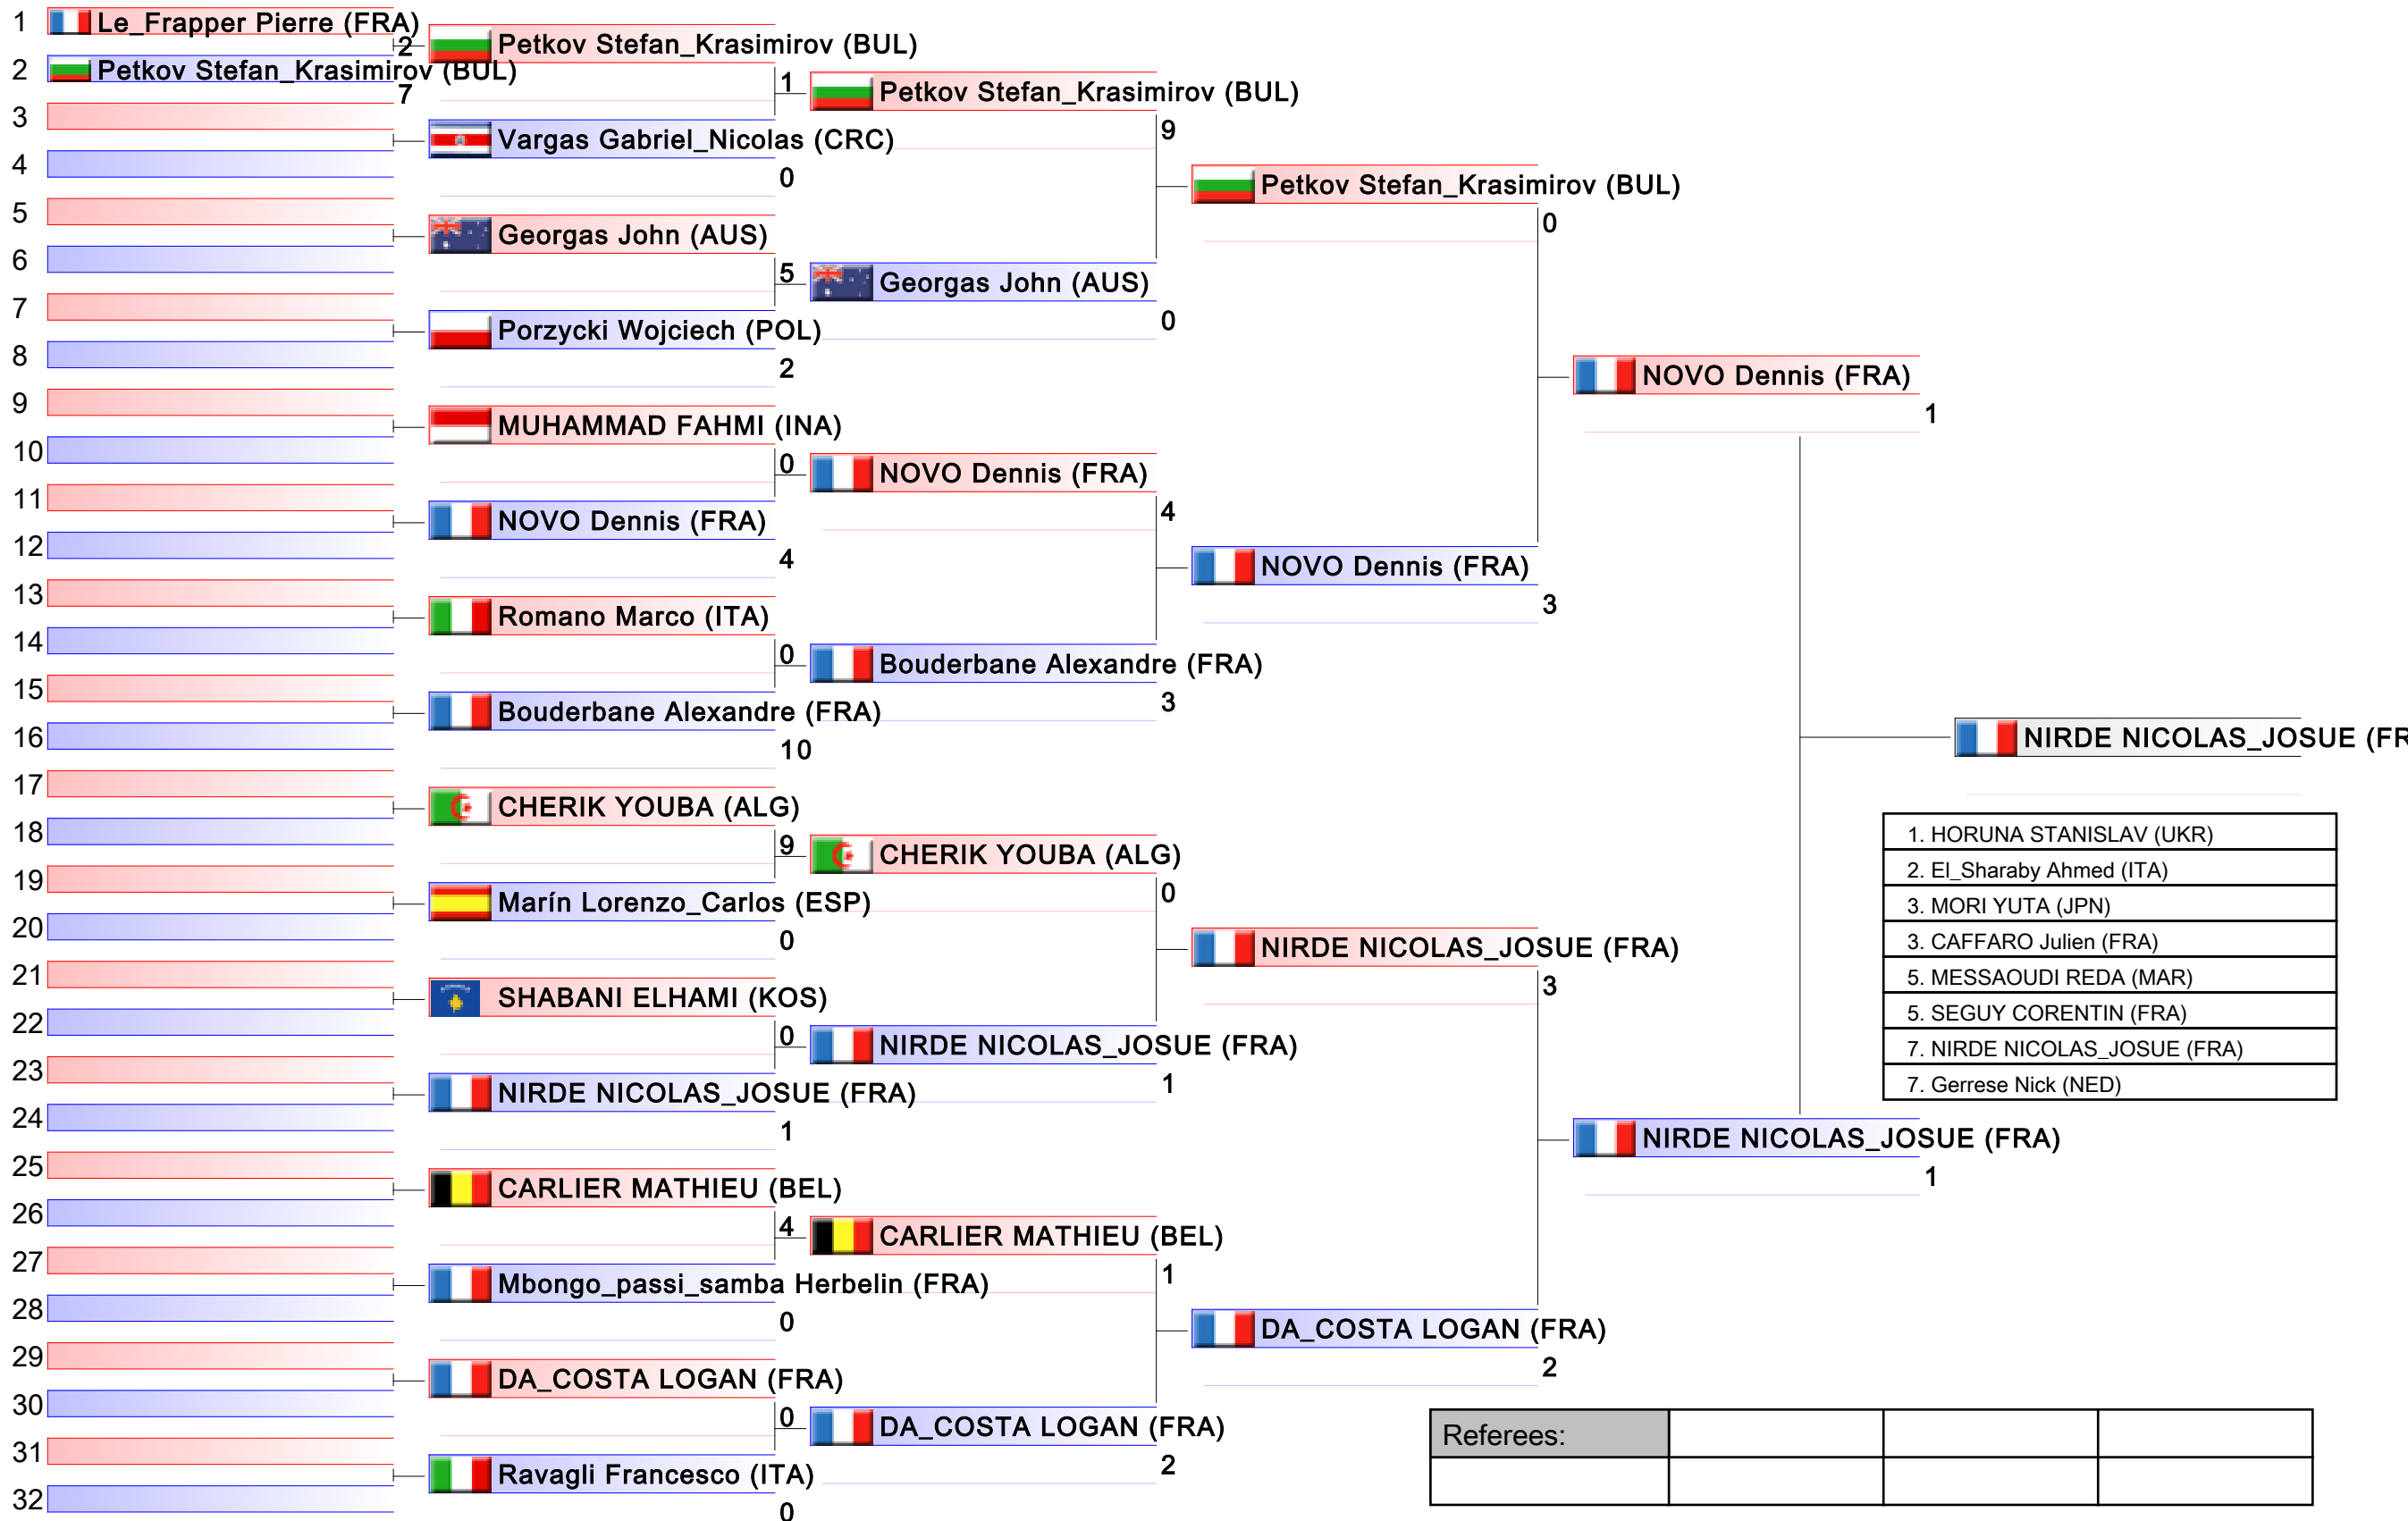 1 Le_Frapper Pierre (FRA)
2
2 Petkov Stefan_Krasimirov (BUL)
7
3
4
5
6
7
8
9
10
11
12
13
14
15
16
17
18
19
20
21
22
23
24
25
26
27
28
29
30
31
32
Petkov Stefan_Krasimirov (BUL)
1
Vargas Gabriel_Nicolas (CRC)
0
Georgas John (AUS)
5
Porzycki Wojciech (POL)
2
MUHAMMAD FAHMI (INA)
0
NOVO Dennis (FRA)
4
Romano Marco (ITA)
0
Bouderbane Alexandre (FRA)
10
CHERIK YOUBA (ALG)
9
Marín Lorenzo_Carlos (ESP)
0
SHABANI ELHAMI (KOS)
0
NIRDE NICOLAS_JOSUE (FRA)
1
CARLIER MATHIEU (BEL)
4
Mbongo_passi_samba Herbelin (FRA)
0
DA_COSTA LOGAN (FRA)
0
Ravagli Francesco (ITA)
0
Petkov Stefan_Krasimirov (BUL)
9
Georgas John (AUS)
0
NOVO Dennis (FRA)
4
Bouderbane Alexandre (FRA)
3
CHERIK YOUBA (ALG)
0
NIRDE NICOLAS_JOSUE (FRA)
1
CARLIER MATHIEU (BEL)
1
DA_COSTA LOGAN (FRA)
2
Petkov Stefan_Krasimirov (BUL)
0
NOVO Dennis (FRA)
3
NIRDE NICOLAS_JOSUE (FRA)
3
DA_COSTA LOGAN (FRA)
2
NOVO Dennis (FRA)
1
NIRDE NICOLAS_JOSUE (FRA)
1
NIRDE NICOLAS_JOSUE (FR
1. HORUNA STANISLAV (UKR)
2. El_Sharaby Ahmed (ITA)
3. MORI YUTA (JPN)
3. CAFFARO Julien (FRA)
5. MESSAOUDI REDA (MAR)
5. SEGUY CORENTIN (FRA)
7. NIRDE NICOLAS_JOSUE (FRA)
7. Gerrese Nick (NED)
Referees: